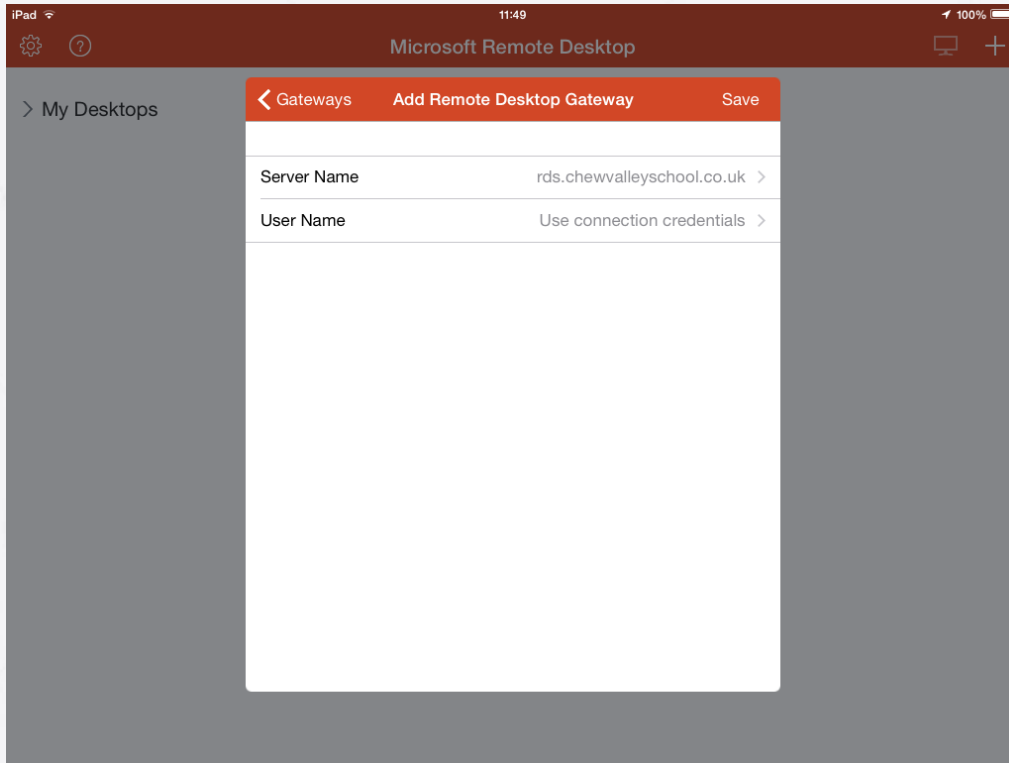 iPad 11:49 100%
? Microsoft Remote Desktop +
> My Desktops
Gateways Add Remote Desktop Gateway Save
Server Name rds.chewvalleyschool.co.uk >
User Name Use connection credentials >